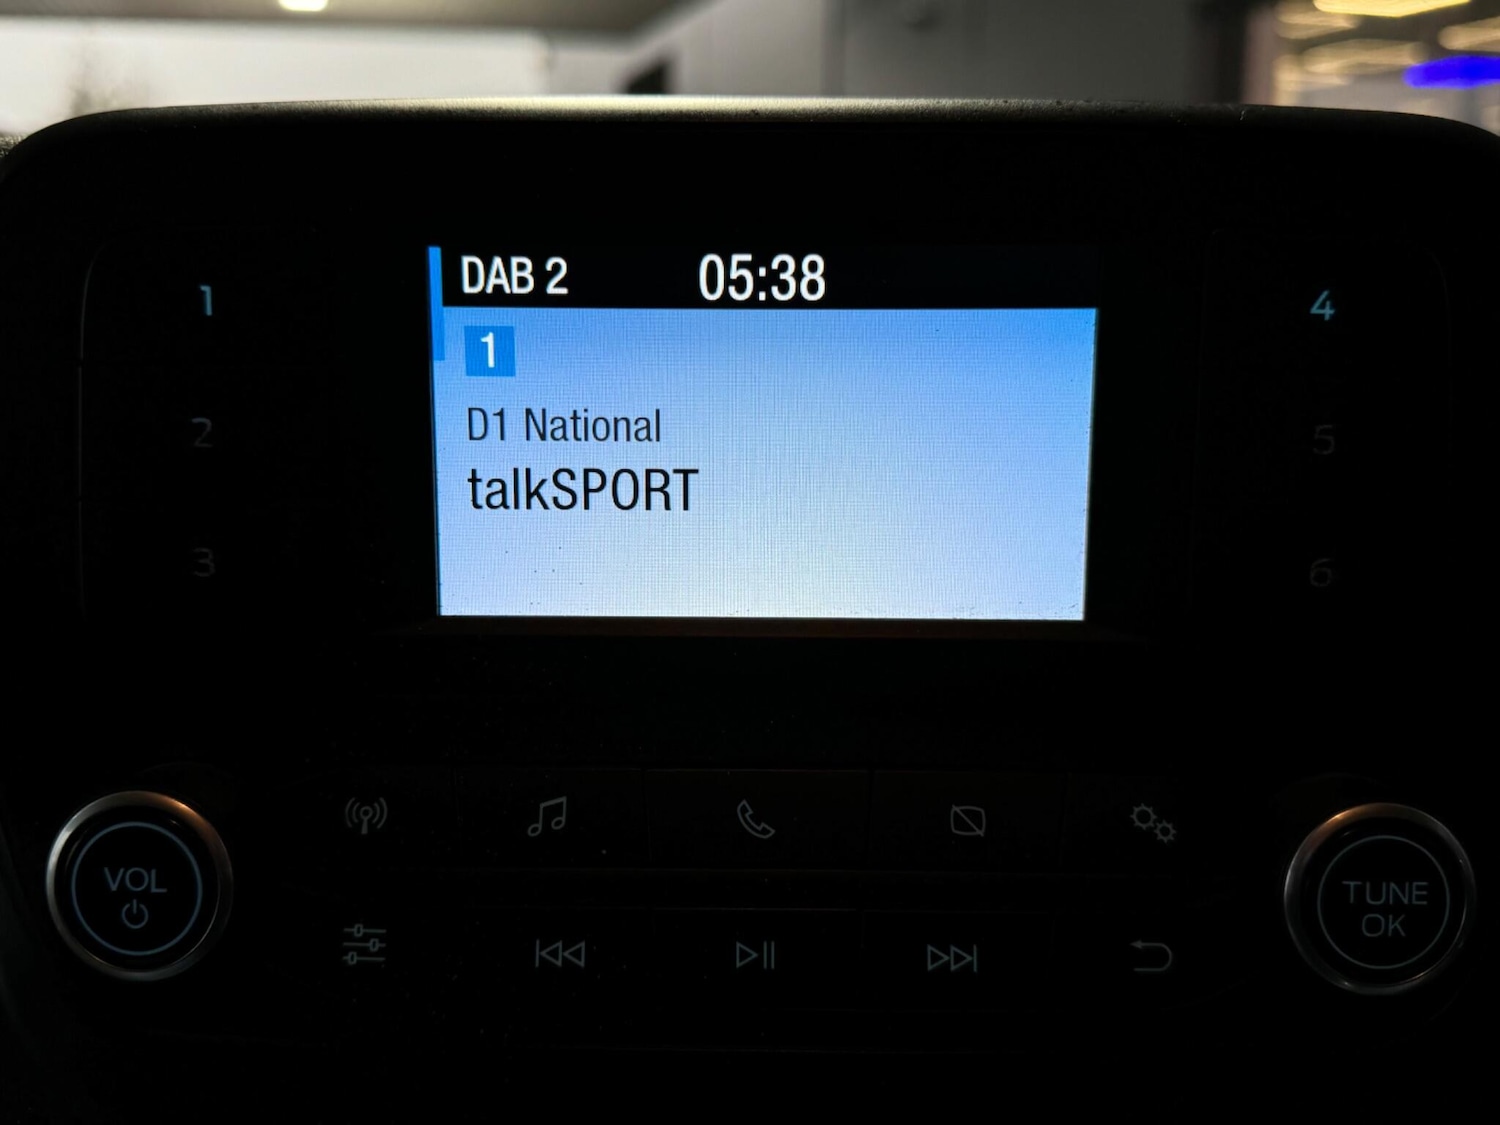 DAB 2 05:38
1
D1 National
talkSPORT
1
2
3
4
5
6
VOL
TUNE
OK